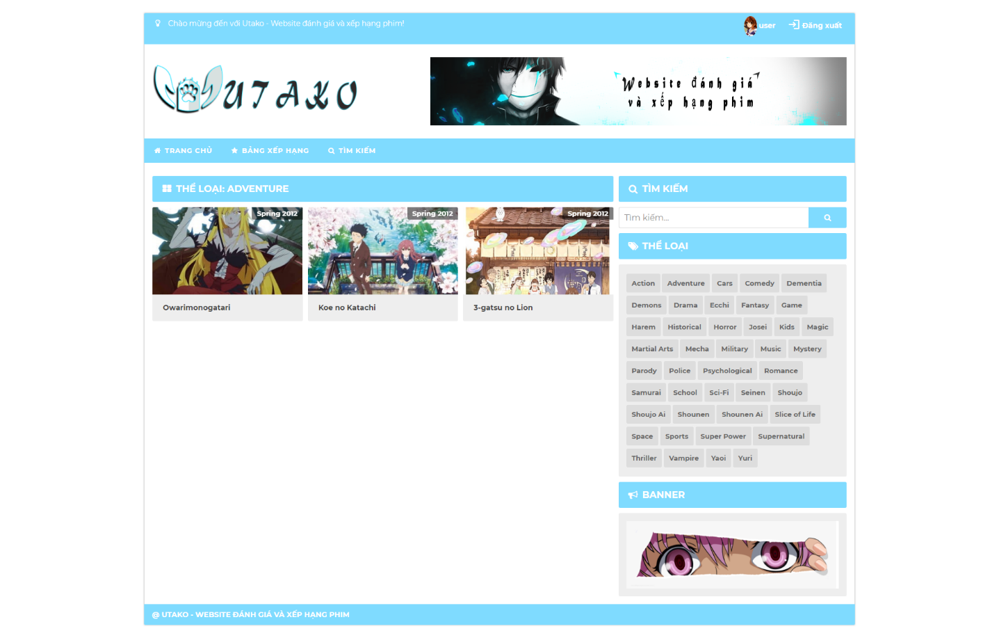 Chào mừng đến với Utako - Website đánh giá và xếp hạng phim!
user
Đăng xuất
UTAKO
Website đánh giá
và xếp hạng phim
TRANG CHỦ
BẢNG XẾP HẠNG
TÌM KIẾM
THỂ LOẠI: ADVENTURE
Spring 2012
Owarimonogatari
Spring 2012
Koe no Katachi
Spring 2012
3-gatsu no Lion
TÌM KIẾM
Tìm kiếm...
THỂ LOẠI
Action Adventure Cars Comedy Dementia
Demons Drama Ecchi Fantasy Game
Harem Historical Horror Josei Kids Magic
Martial Arts Mecha Military Music Mystery
Parody Police Psychological Romance
Samurai School Sci-Fi Seinen Shoujo
Shoujo Ai Shounen Shounen Ai Slice of Life
Space Sports Super Power Supernatural
Thriller Vampire Yaoi Yuri
BANNER
@ UTAKO - WEBSITE ĐÁNH GIÁ VÀ XẾP HẠNG PHIM